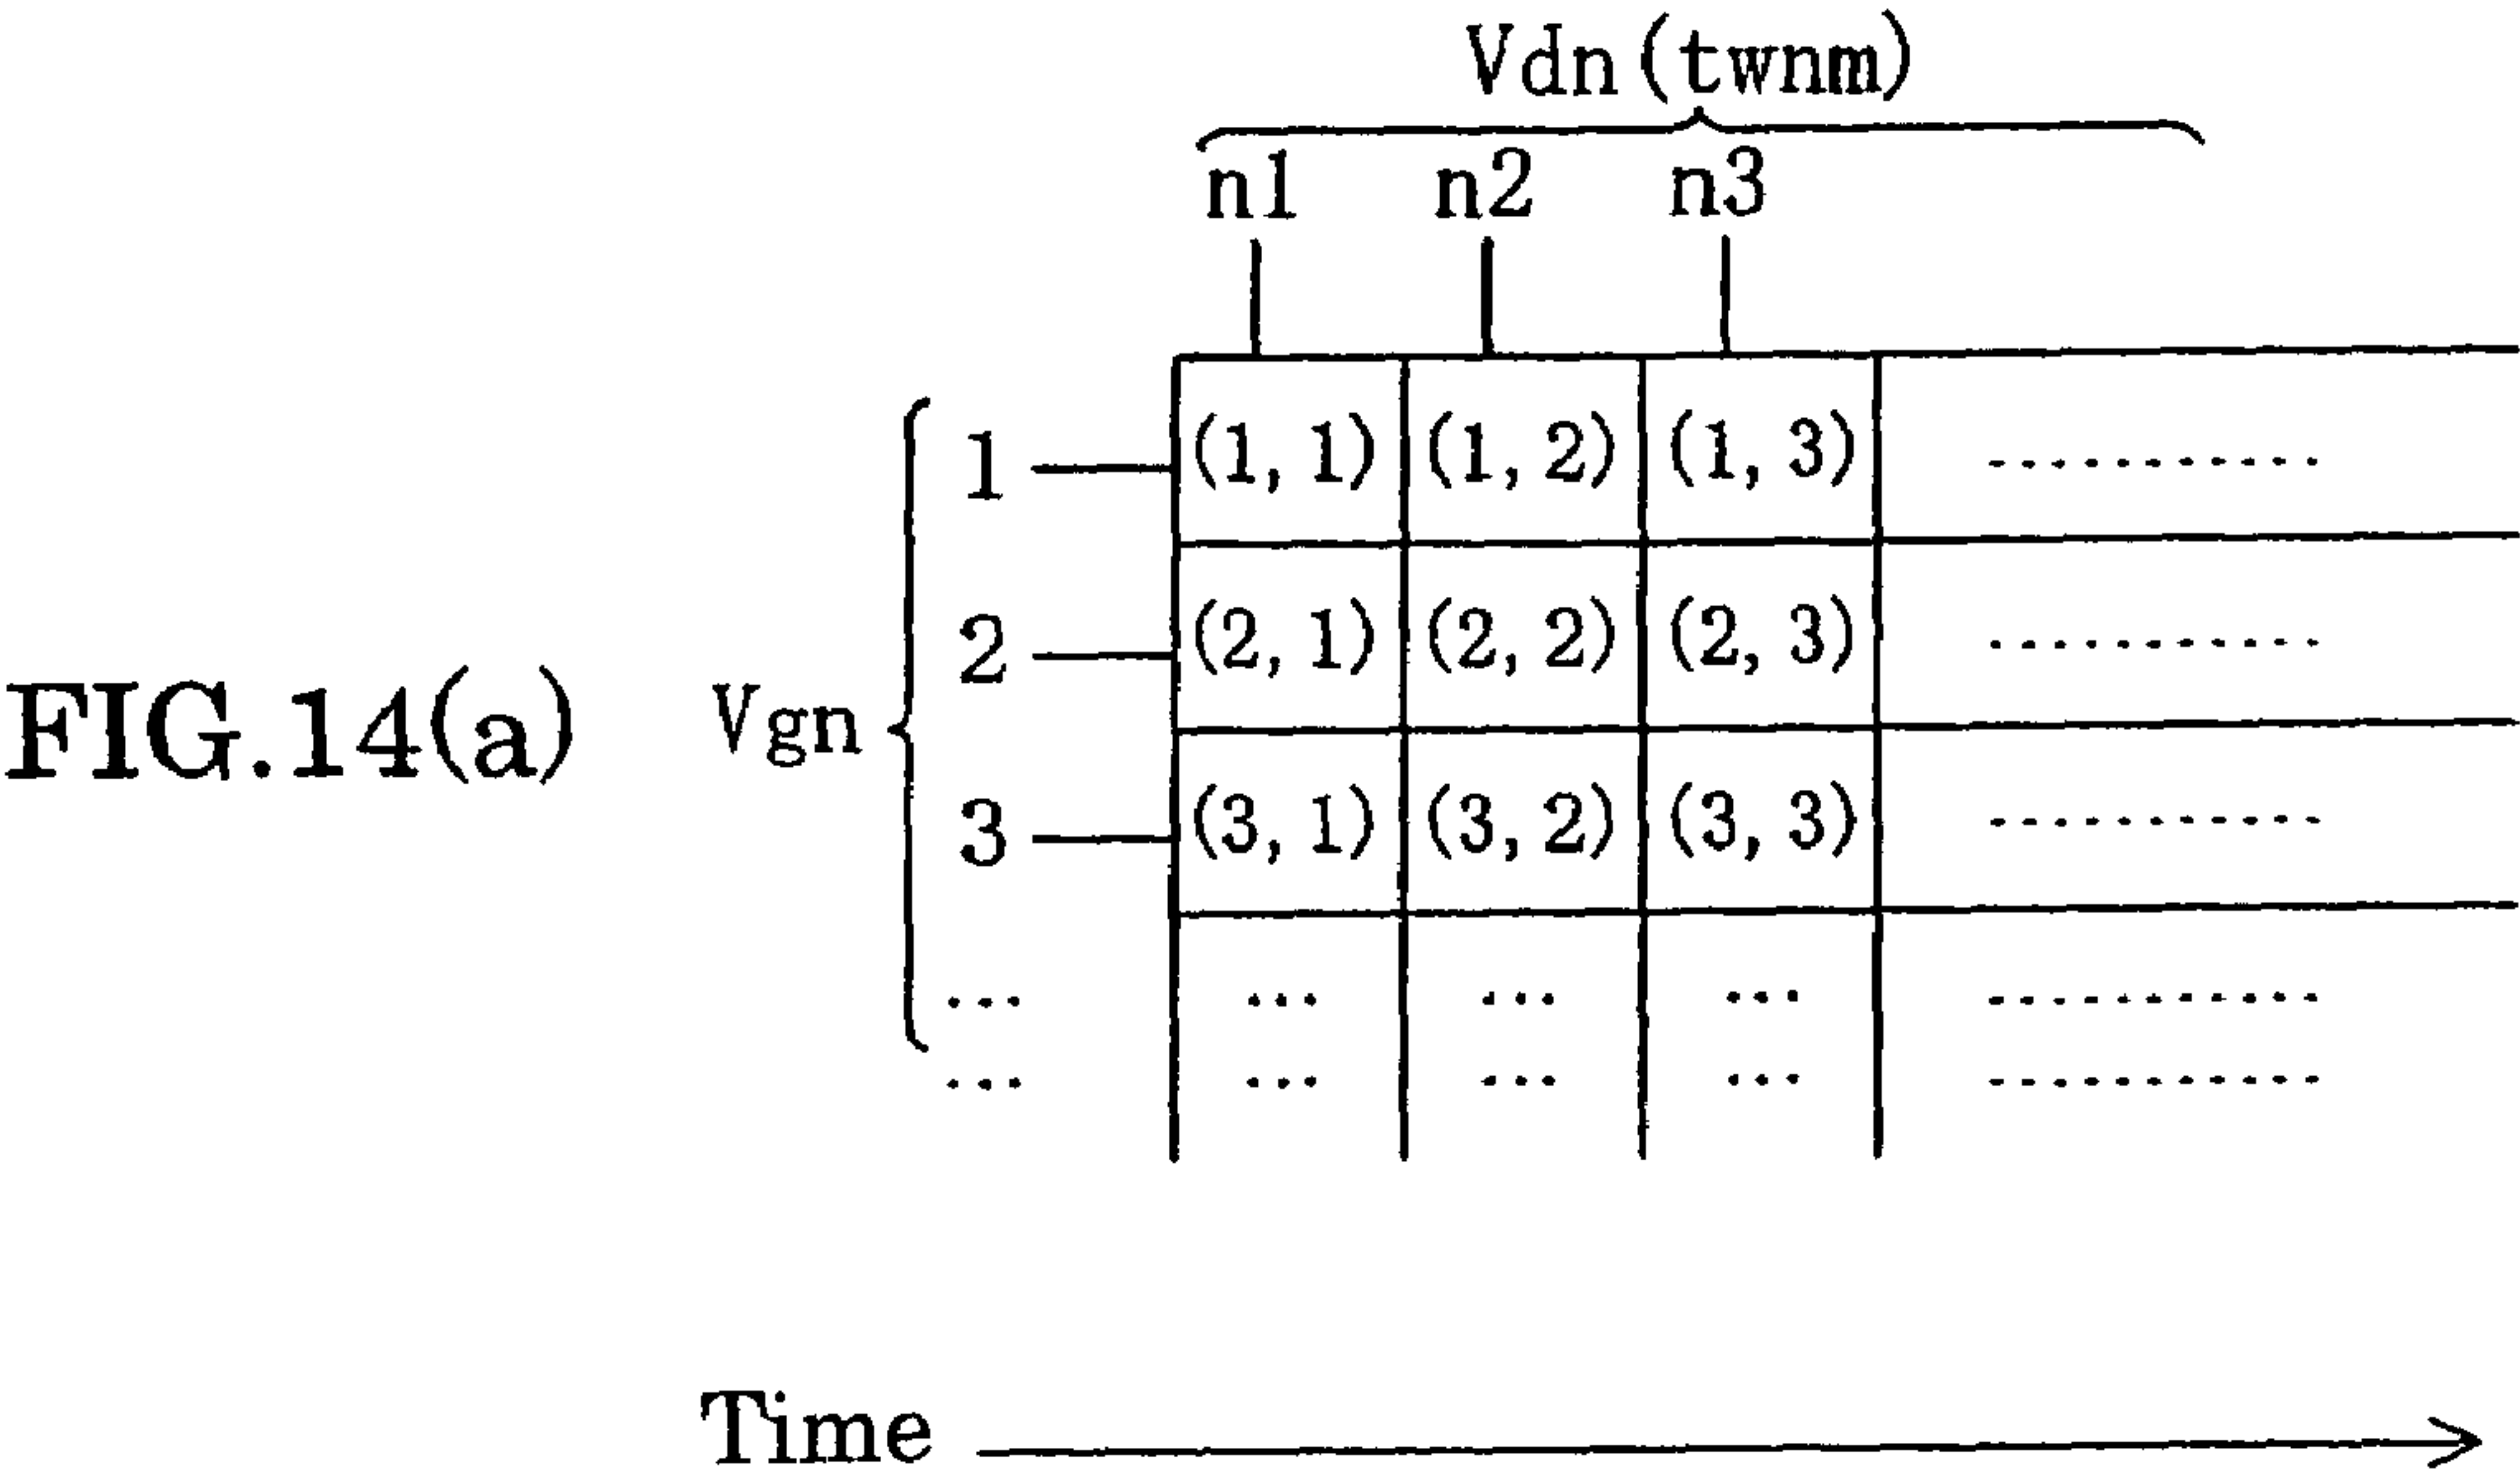 Vdn(twnm)
n1 n2 n3
1 (1, 1) (1, 2) (1, 3) ...........
2 (2, 1) (2, 2) (2, 3) ...........
FIG.14(a) Vgn
3 (3, 1) (3, 2) (3, 3) ...........
... ... ... ... ...........
... ... ... ... ...........
Time